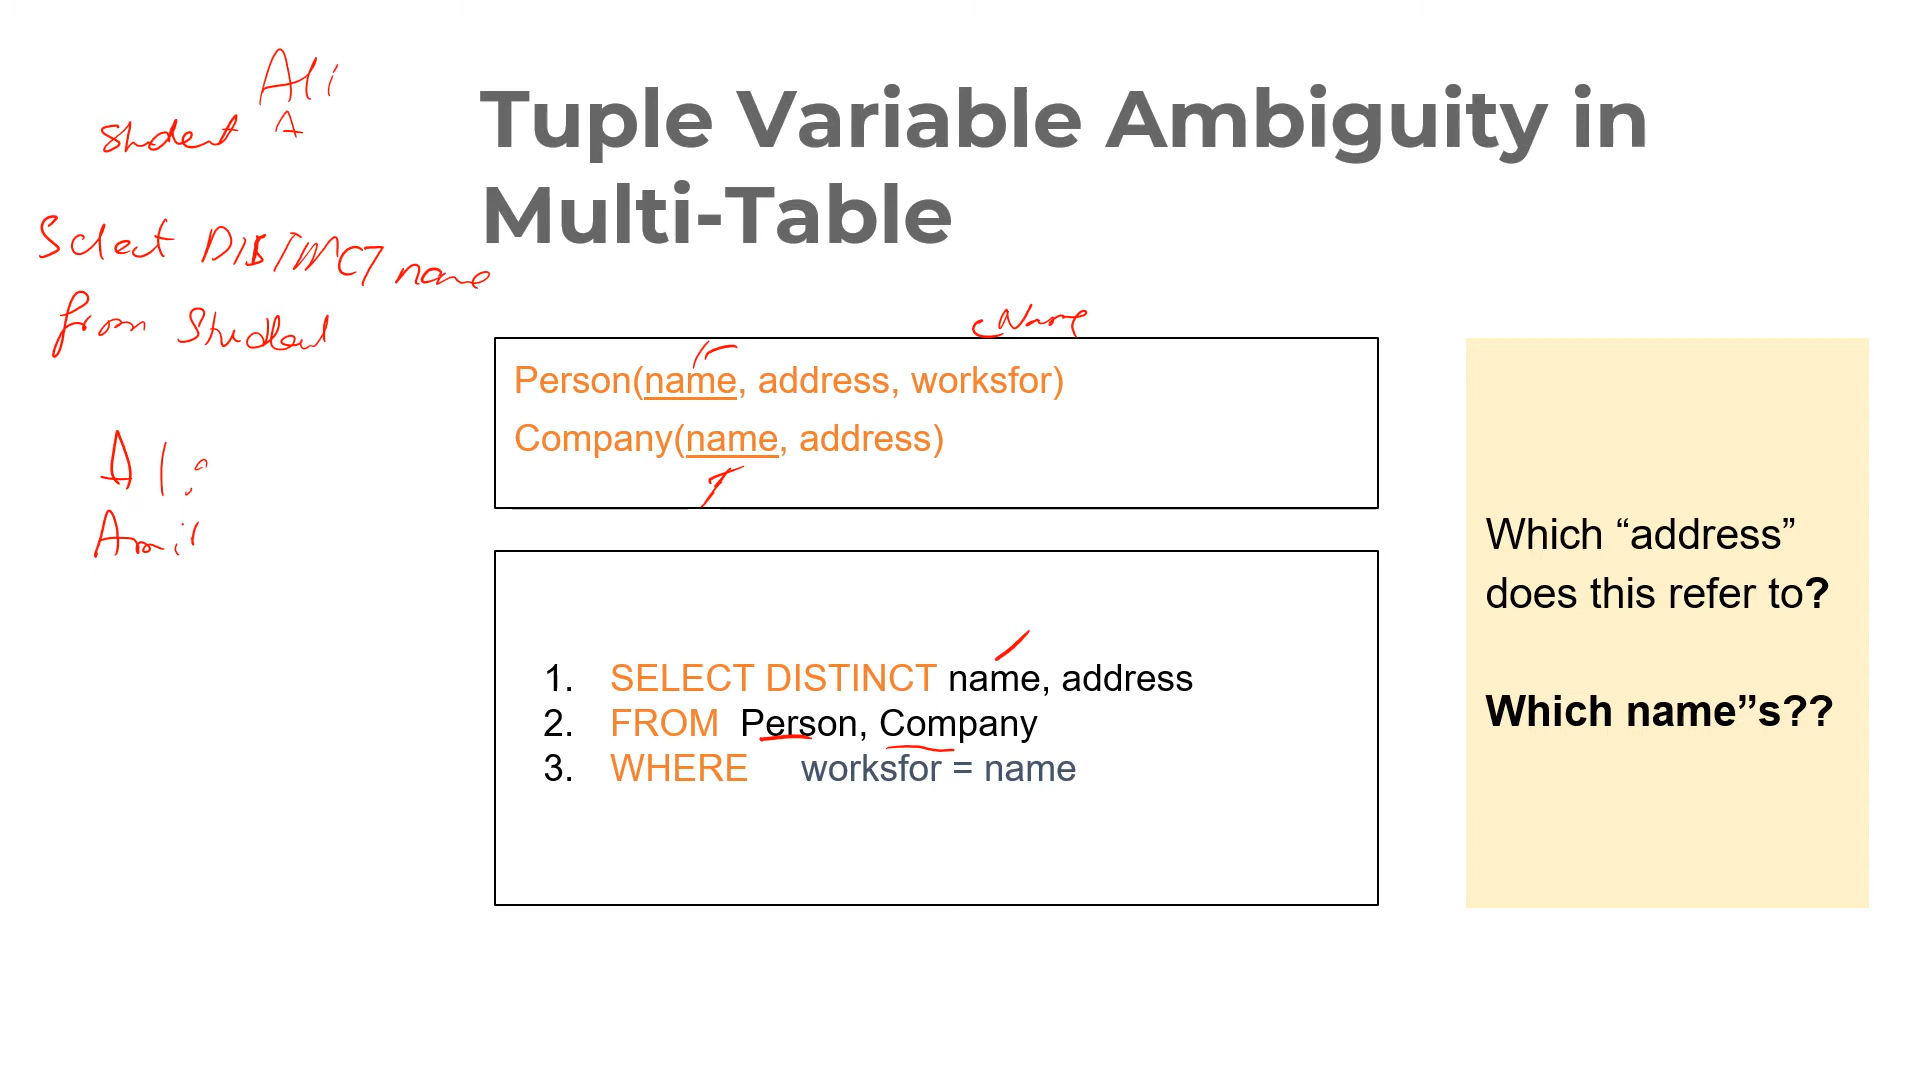 Ali
Student A
Tuple Variable Ambiguity in
Multi-Table
Select DISTINCT name
from Student
cName
Person(name, address, worksfor)
Company(name, address)
Ali
Amil
1. SELECT DISTINCT name, address
2. FROM Person, Company
3. WHERE worksfor = name
Which “address”
does this refer to?
Which name”s??